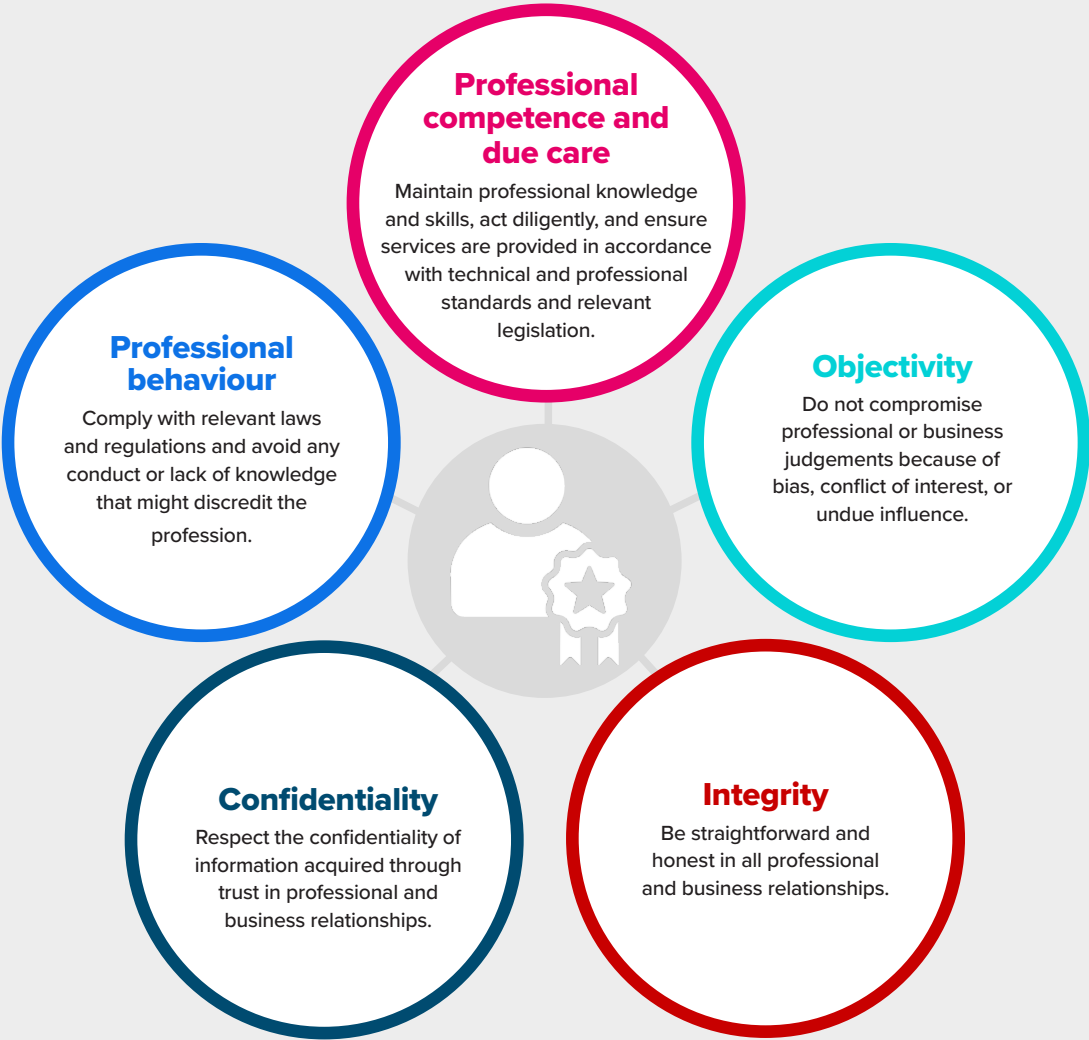 Professional
competence and
due care
Maintain professional knowledge
and skills, act diligently, and ensure
services are provided in accordance
with technical and professional
standards and relevant
legislation.
Professional
behaviour
Comply with relevant laws
and regulations and avoid any
conduct or lack of knowledge
that might discredit the
profession.
Objectivity
Do not compromise
professional or business
judgements because of
bias, conflict of interest, or
undue influence.
Confidentiality
Respect the confidentiality of
information acquired through
trust in professional and
business relationships.
Integrity
Be straightforward and
honest in all professional
and business relationships.